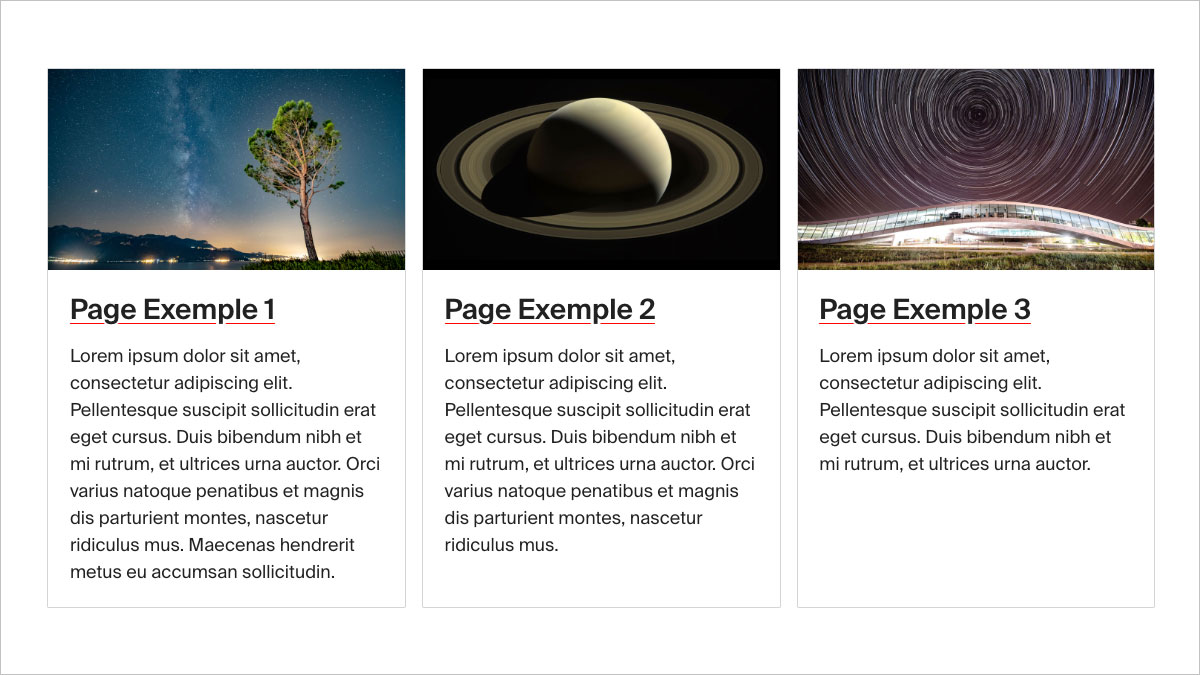 Page Exemple 1
Lorem ipsum dolor sit amet,
consectetur adipiscing elit.
Pellentesque suscipit sollicitudin erat
eget cursus. Duis bibendum nibh et
mi rutrum, et ultrices urna auctor. Orci
varius natoque penatibus et magnis
dis parturient montes, nascetur
ridiculus mus. Maecenas hendrerit
metus eu accumsan sollicitudin.
Page Exemple 2
Lorem ipsum dolor sit amet,
consectetur adipiscing elit.
Pellentesque suscipit sollicitudin erat
eget cursus. Duis bibendum nibh et
mi rutrum, et ultrices urna auctor. Orci
varius natoque penatibus et magnis
dis parturient montes, nascetur
ridiculus mus.
Page Exemple 3
Lorem ipsum dolor sit amet,
consectetur adipiscing elit.
Pellentesque suscipit sollicitudin erat
eget cursus. Duis bibendum nibh et
mi rutrum, et ultrices urna auctor.